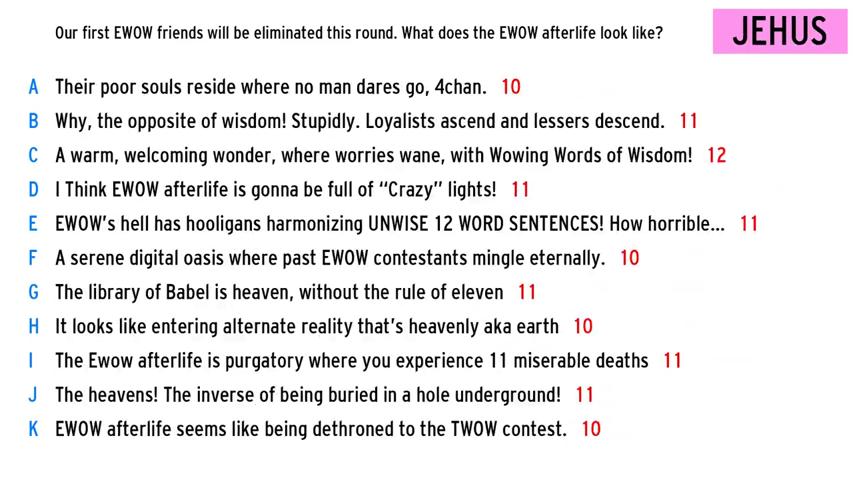 Our first EWOW friends will be eliminated this round. What does the EWOW afterlife look like?
JEHUS
A Their poor souls reside where no man dares go, 4chan. 10
B Why, the opposite of wisdom! Stupidly. Loyalists ascend and lessers descend. 11
C A warm, welcoming wonder, where worries wane, with Wowing Words of Wisdom! 12
D I Think EWOW afterlife is gonna be full of “Crazy” lights! 11
E EWOW's hell has hooligans harmonizing UNWISE 12 WORD SENTENCES! How horrible... 11
F A serene digital oasis where past EWOW contestants mingle eternally. 10
G The library of Babel is heaven, without the rule of eleven 11
H It looks like entering alternate reality that's heavenly aka earth 10
I The Ewow afterlife is purgatory where you experience 11 miserable deaths 11
J The heavens! The inverse of being buried in a hole underground! 11
K EWOW afterlife seems like being dethroned to the TWOW contest. 10